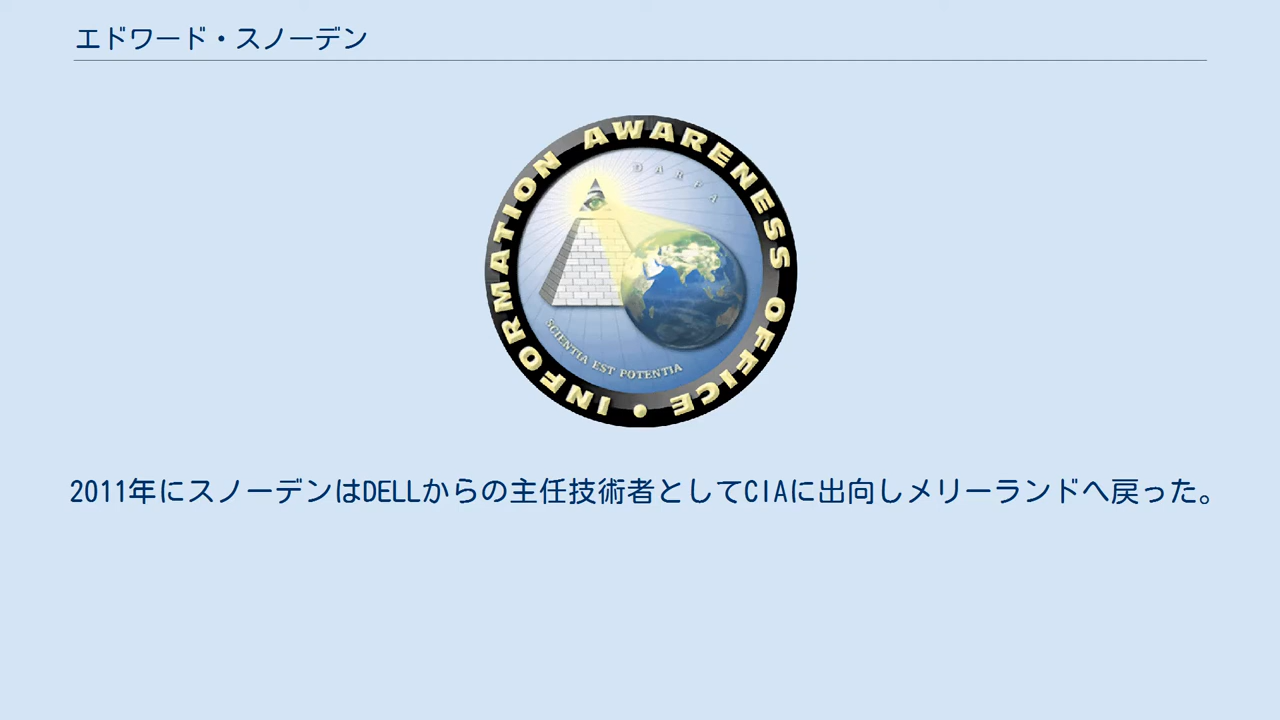 エドワード・スノーデン
INFORMATION AWARENESS OFFICE •
DARPA
SCIENTIA EST POTENTIA
2011年にスノーデンはDELLからの主任技術者としてCIAに出向しメリーランドへ戻った。